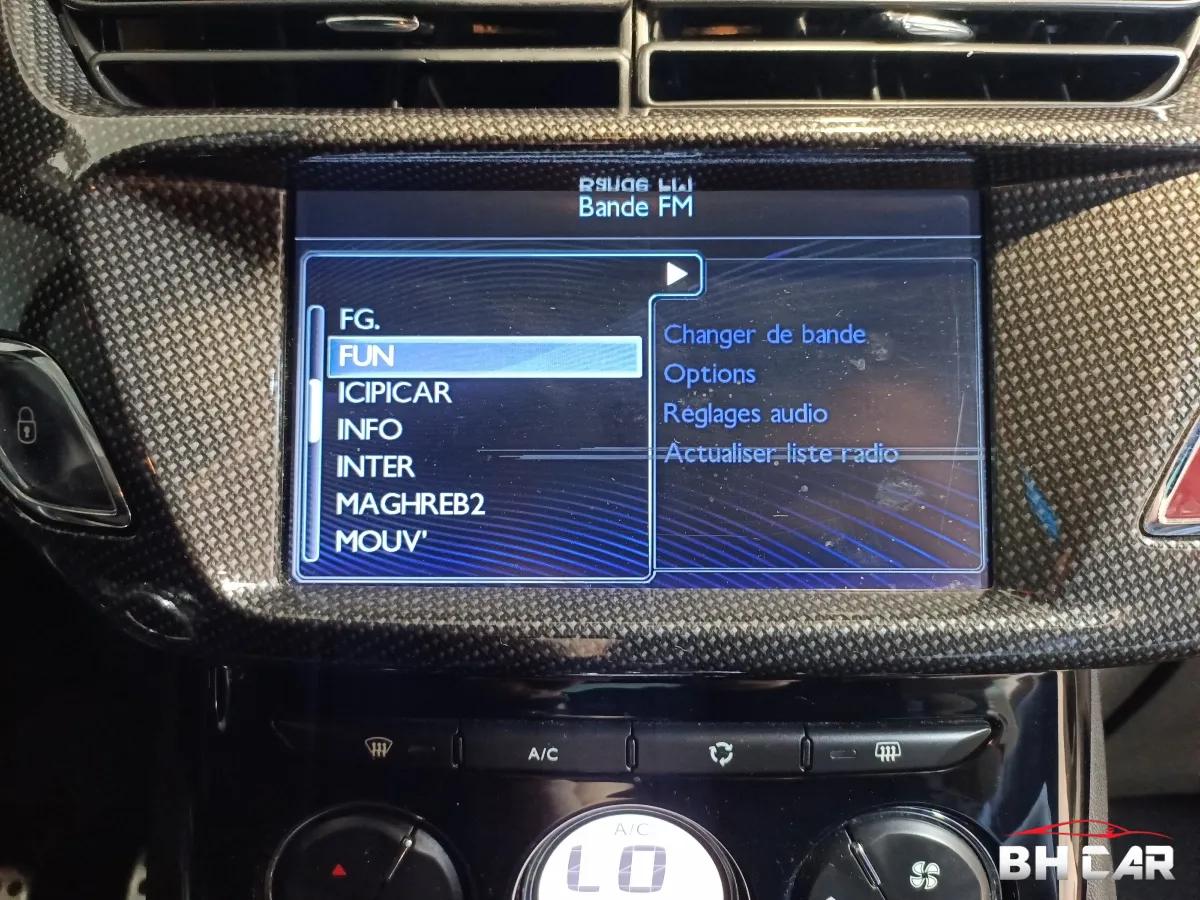 Bande FM
FG.
FUN
ICIPICAR
INFO
INTER
MAGHREB2
MOUV'
Changer de bande
Options
Réglages audio
Actualiser liste radio
A/C
A/C
LO
BH CAR